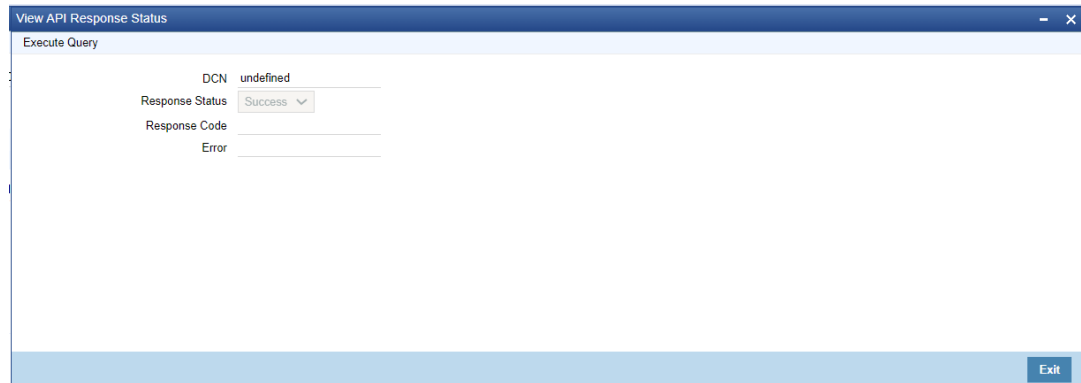 View API Response Status
Execute Query
DCN undefined
Response Status Success
Response Code
Error
Exit